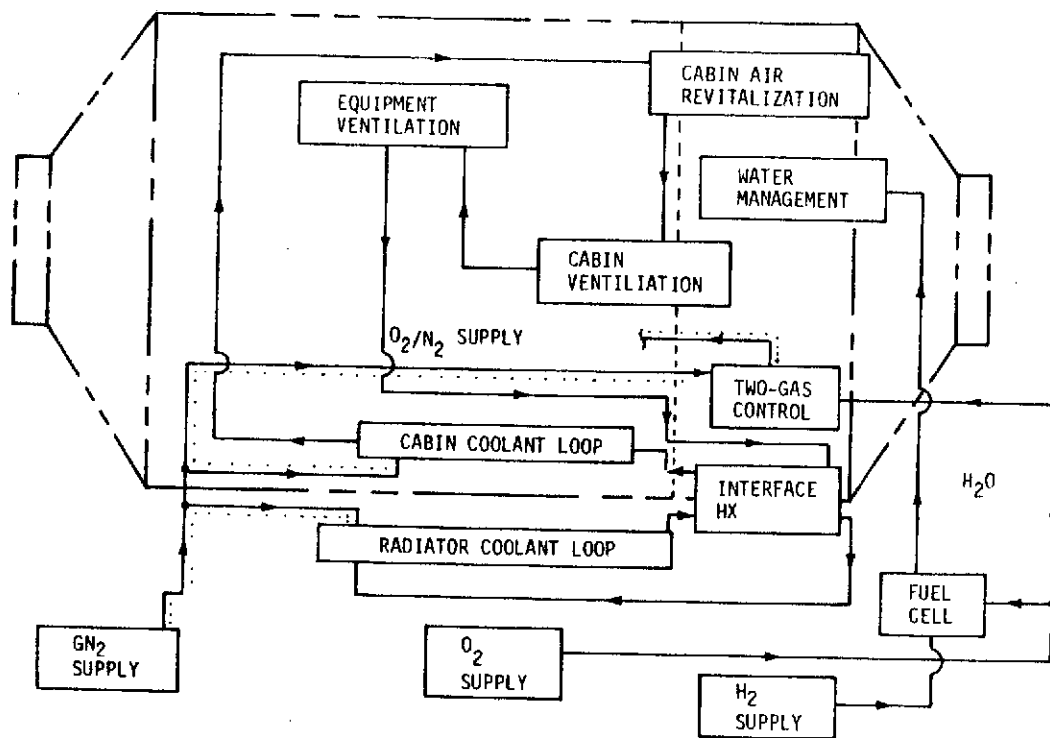 CABIN AIR
REVITALIZATION
EQUIPMENT
VENTILATION
WATER
MANAGEMENT
CABIN
VENTILIATION
O2/N2 SUPPLY
TWO-GAS
CONTROL
CABIN COOLANT LOOP
INTERFACE
HX
H2O
RADIATOR COOLANT LOOP
FUEL
CELL
GN2
SUPPLY
O2
SUPPLY
H2
SUPPLY